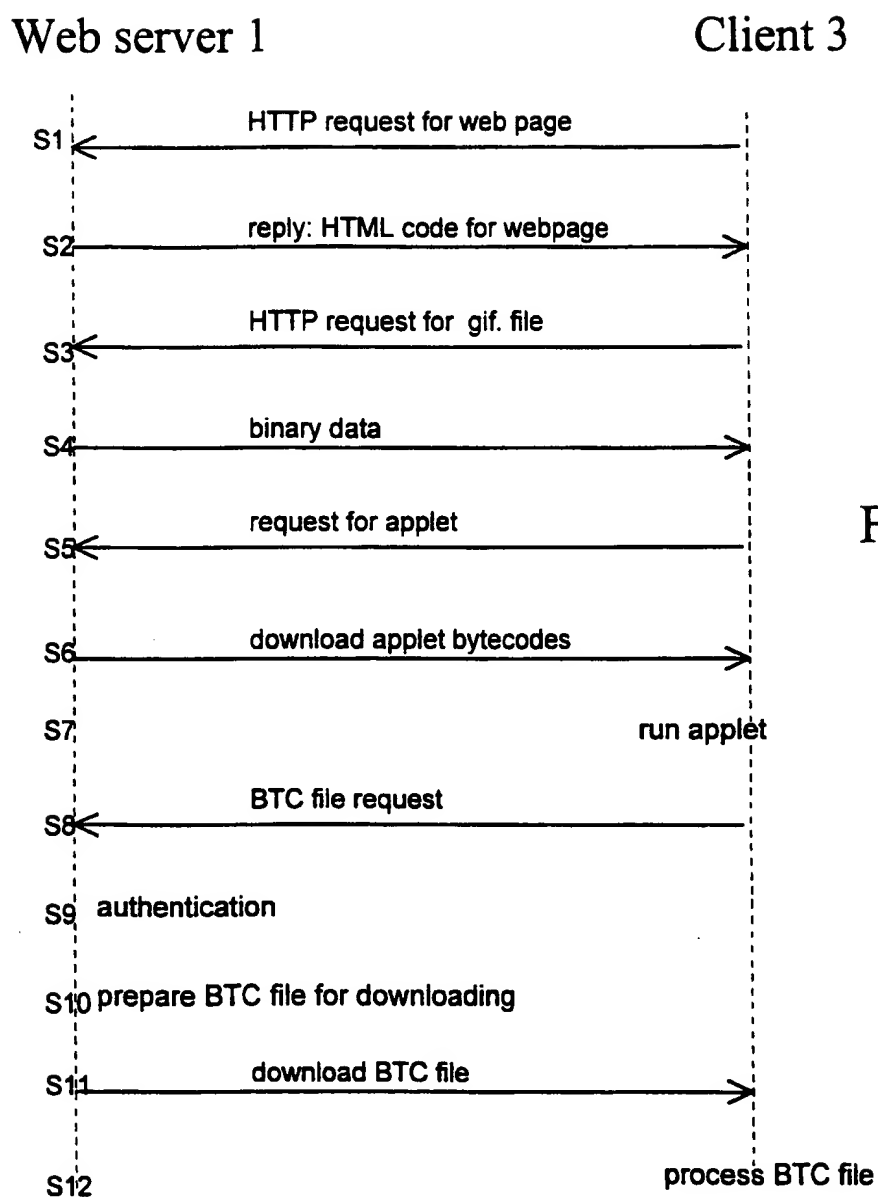 Web server 1 Client 3
S1 HTTP request for web page
S2 reply: HTML code for webpage
S3 HTTP request for gif. file
S4 binary data
S5 request for applet
F
S6 download applet bytecodes
S7 run applet
S8 BTC file request
S9 authentication
S10 prepare BTC file for downloading
S11 download BTC file
S12 process BTC file